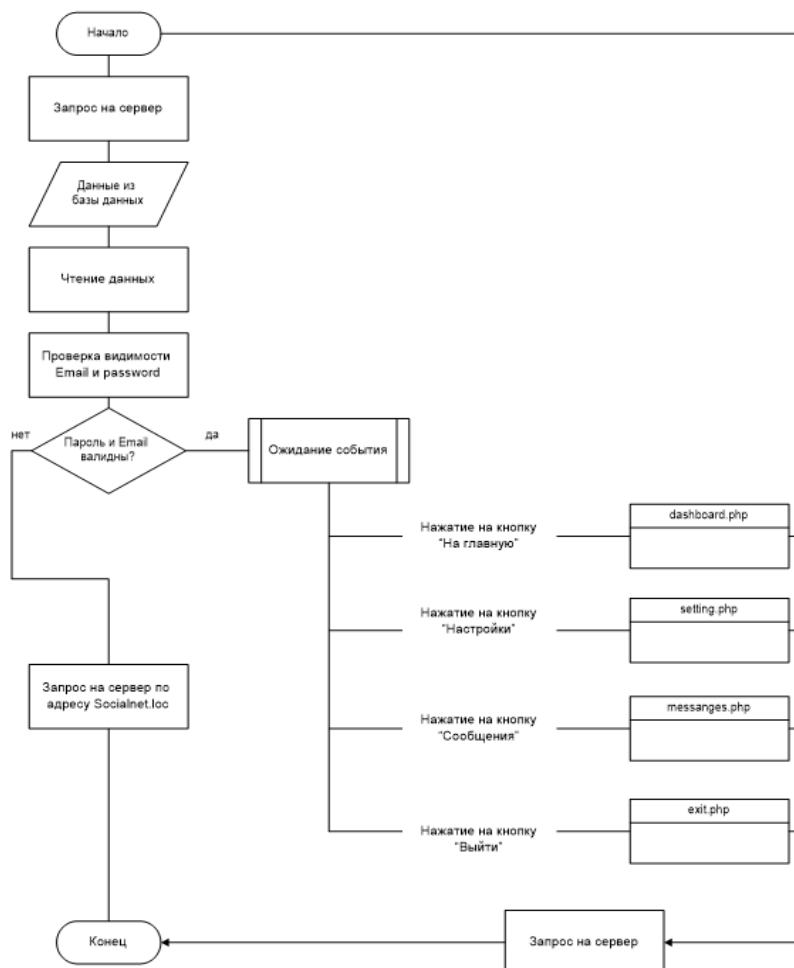 Начало
Запрос на сервер
Данные из
базы данных
Чтение данных
Проверка видимости
Email и password
нет
Пароль и Email
валидны?
да
Ожидание события
Нажатие на кнопку
"На главную"
dashboard.php
Нажатие на кнопку
"Настройки"
setting.php
Запрос на сервер по
адресу Socialnet.loc
Нажатие на кнопку
"Сообщения"
messanges.php
Нажатие на кнопку
"Выйти"
exit.php
Конец
Запрос на сервер